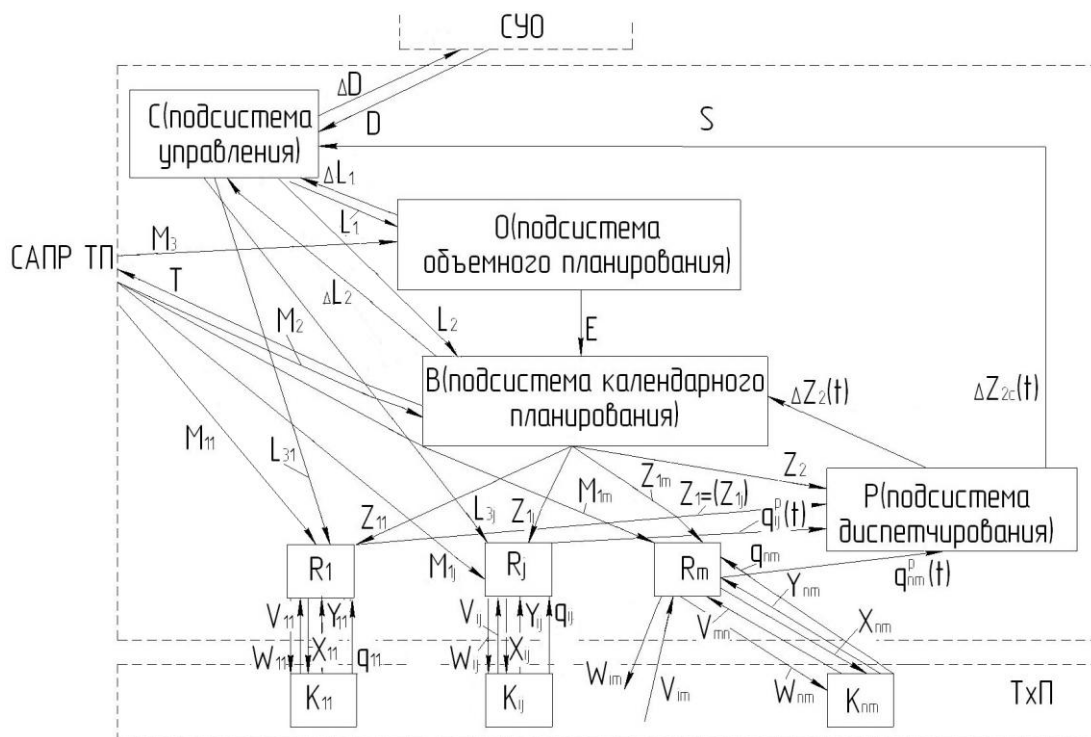 СУО
ΔD
D
S
С(подсистема
управления)
ΔL₁
L₁
О(подсистема
объемного планирования)
САПР ТП
M₃
T
ΔL₂
M₂
L₂
E
В(подсистема календарного
планирования)
ΔZ₂(t)
ΔZ₂c(t)
M₁₁
L₃₁
Z₂
Z₁m
M₁m
Z₁=(Z₁j)
Р(подсистема
диспетчирования)
Z₁₁
L₃j
Z₁j
qᵖij(t)
M₁j
qnm
qᵖnm(t)
R₁
Rj
Rm
Ynm
V₁₁
Y₁₁
Vij
Yij
qij
Vmn
Xnm
X₁₁
Xij
W₁₁
q₁₁
Wij
Wim
Vim
Wnm
K₁₁
Kij
Knm
ТхП